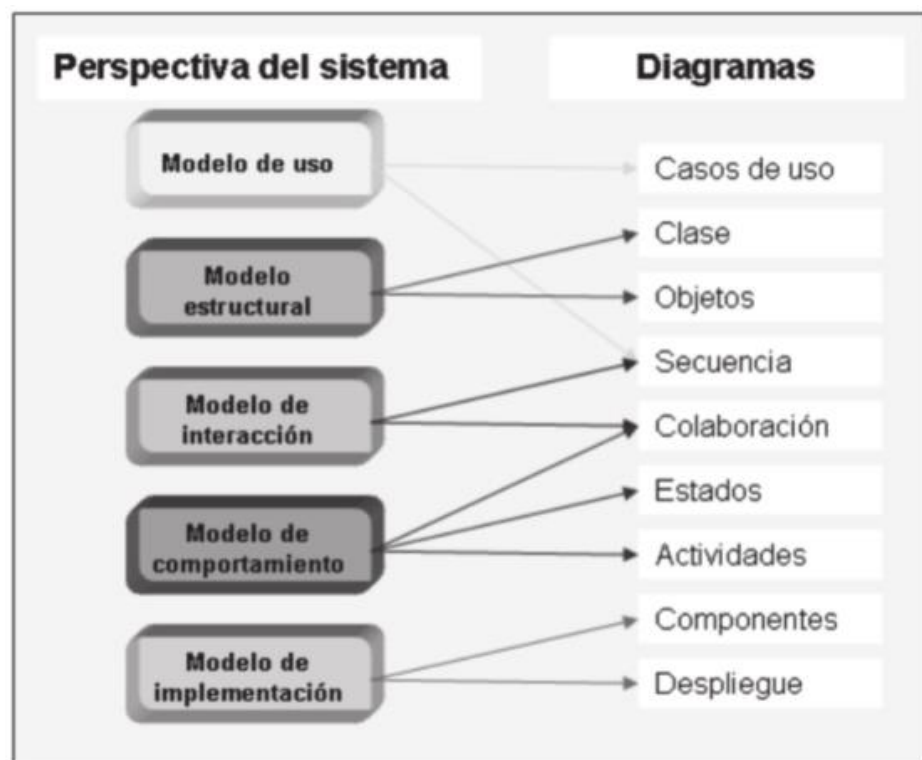 Perspectiva del sistema
Diagramas
Modelo de uso
Casos de uso
Clase
Modelo
estructural
Objetos
Secuencia
Modelo de
interacción
Colaboración
Estados
Modelo de
comportamiento
Actividades
Componentes
Modelo de
implementación
Despliegue